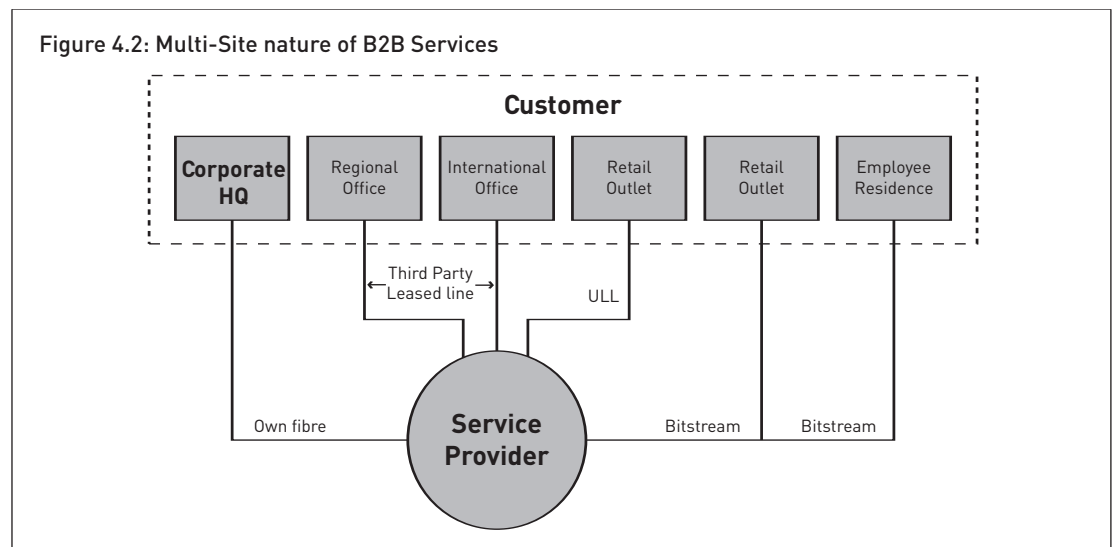 Figure 4.2: Multi-Site nature of B2B Services
Customer
Corporate
HQ
Regional
Office
International
Office
Retail
Outlet
Retail
Outlet
Employee
Residence
Third Party
Leased line
ULL
Own fibre
Service
Provider
Bitstream
Bitstream